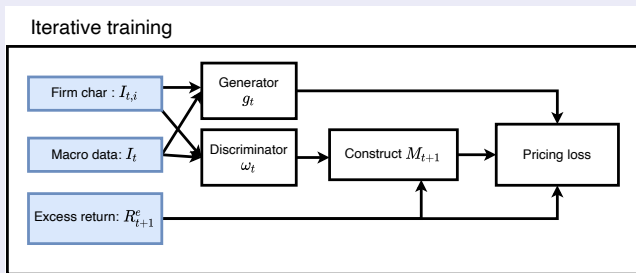 Iterative training
Firm char : $I_{t,i}$
Generator
$g_t$
Macro data: $I_t$
Discriminator
$\omega_t$
Construct $M_{t+1}$
Pricing loss
Excess return: $R^e_{t+1}$